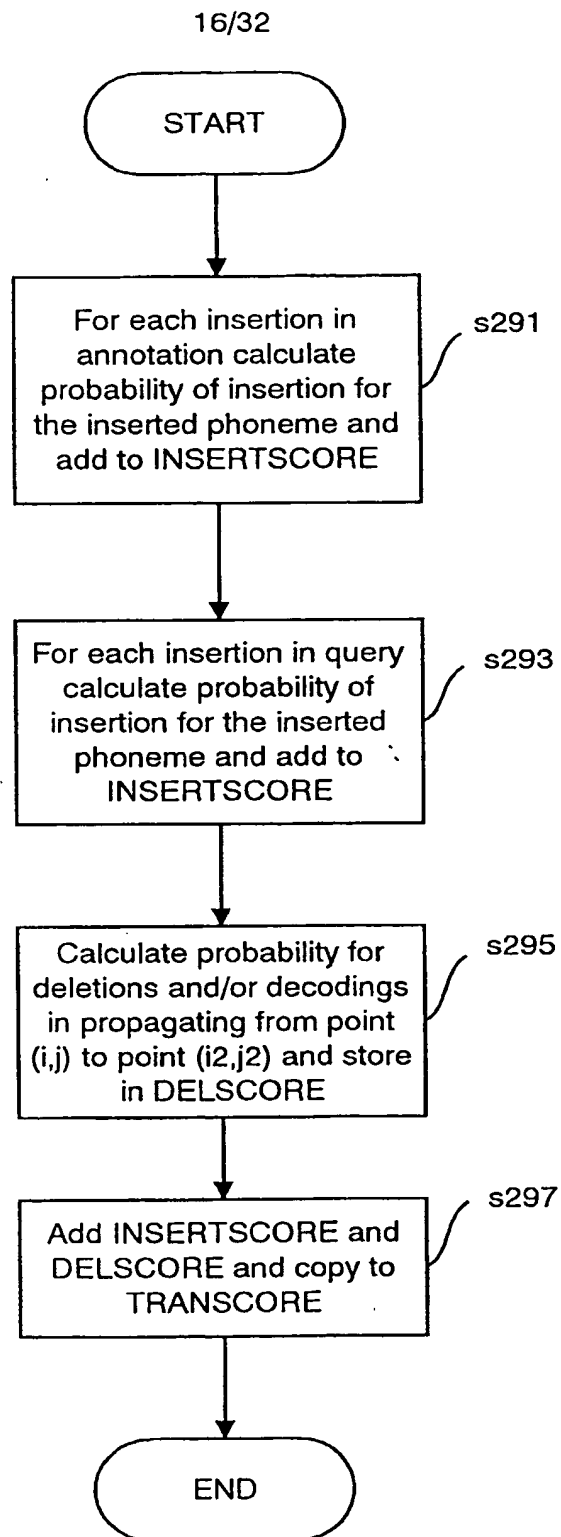 16/32
START
For each insertion in
annotation calculate
probability of insertion for
the inserted phoneme and
add to INSERTSCORE
s291
For each insertion in query
calculate probability of
insertion for the inserted
phoneme and add to
INSERTSCORE
s293
Calculate probability for
deletions and/or decodings
in propagating from point
(i,j) to point (i2,j2) and store
in DELSCORE
s295
Add INSERTSCORE and
DELSCORE and copy to
TRANSCORE
s297
END